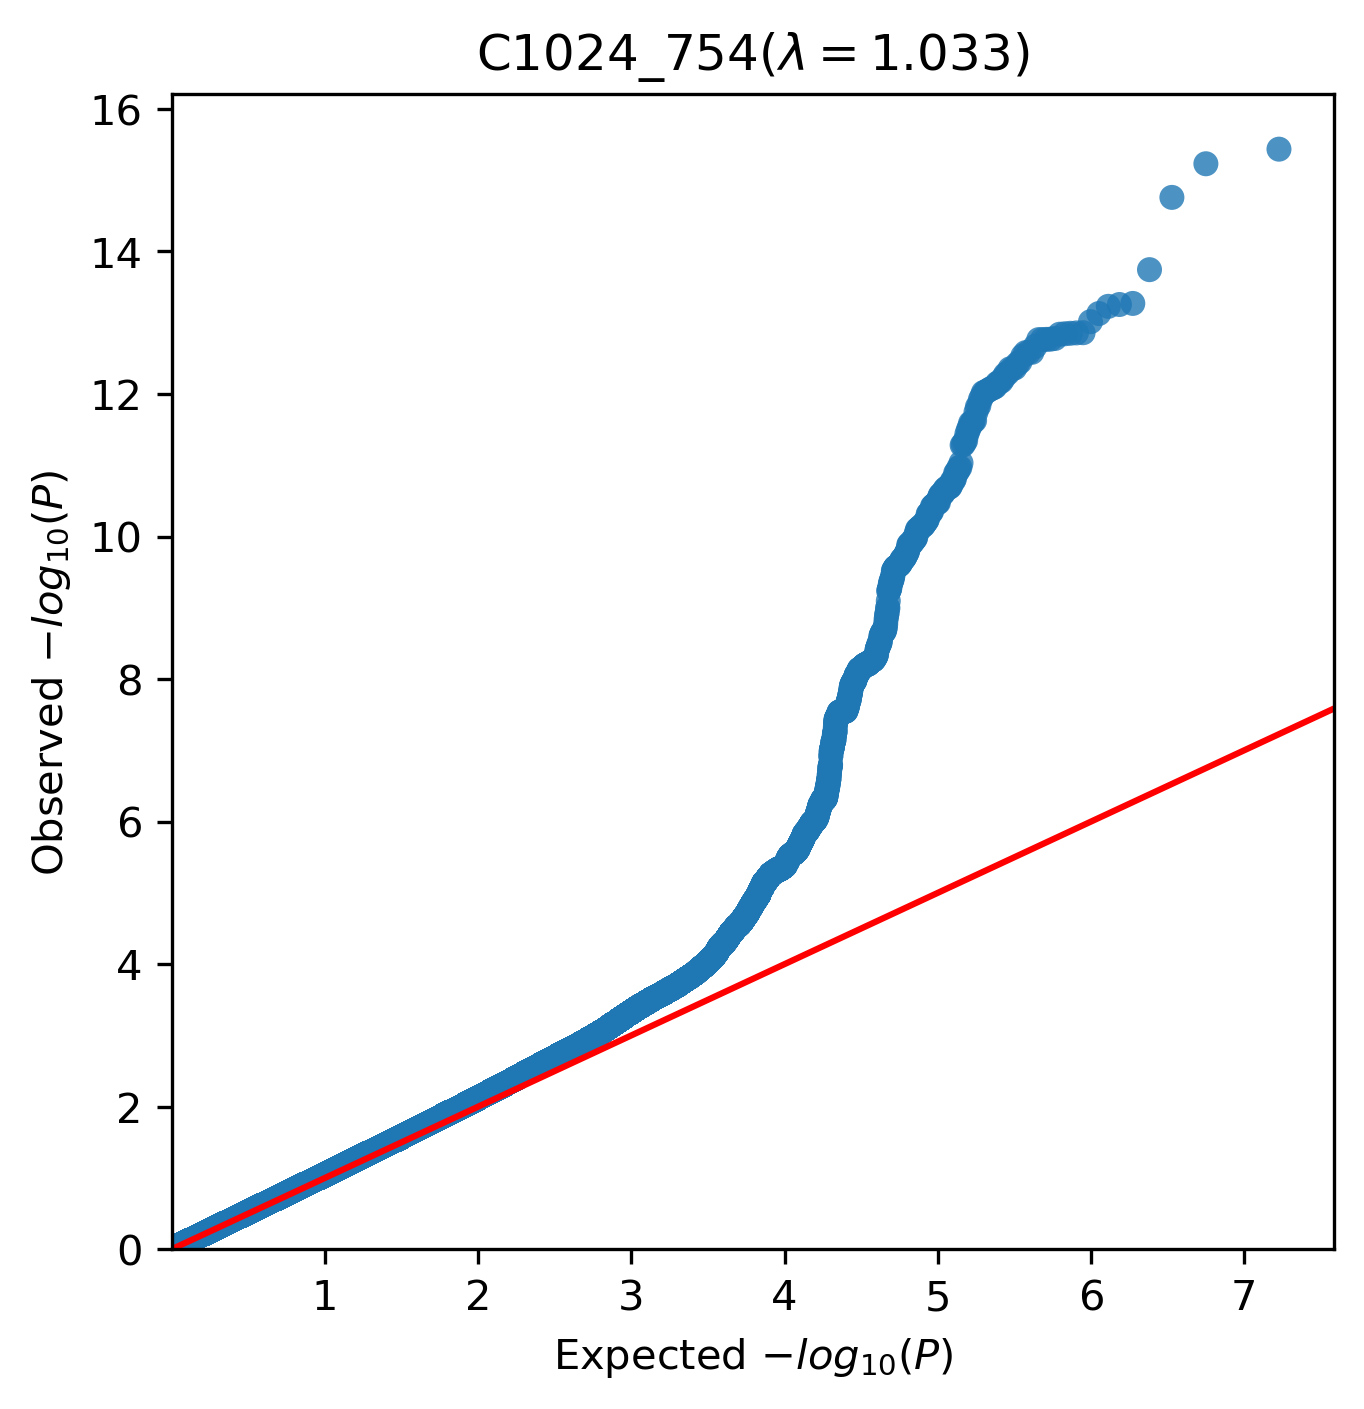 C1024_754(λ = 1.033)
16
14
12
10
8
6
4
2
0
Observed −log₁₀(P)
1 2 3 4 5 6 7
Expected −log₁₀(P)